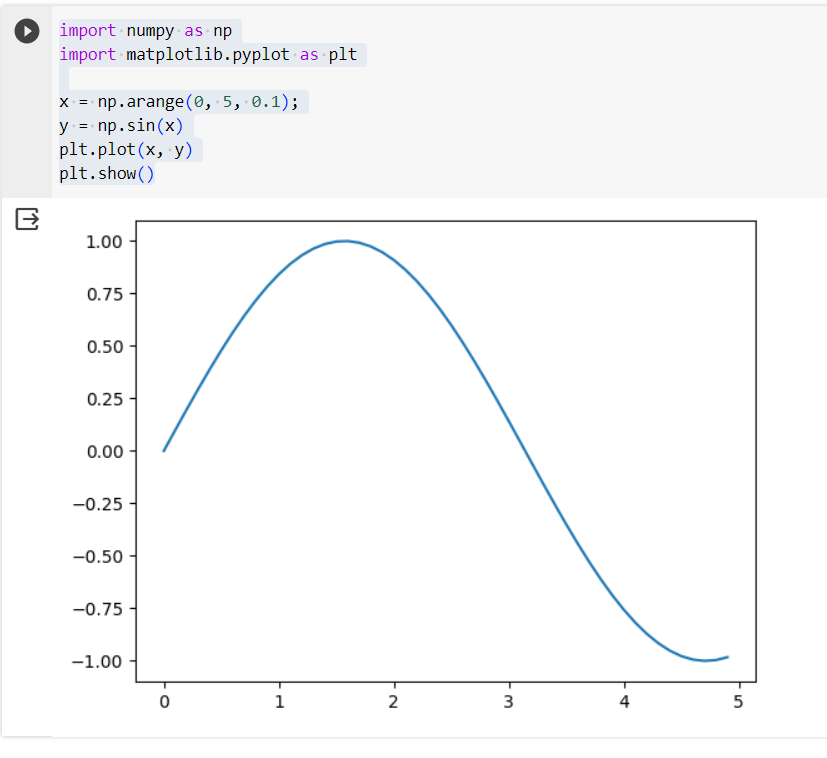 import numpy as np
import matplotlib.pyplot as plt
x = np.arange(0, 5, 0.1);
y = np.sin(x)
plt.plot(x, y)
plt.show()
1.00
0.75
0.50
0.25
0.00
−0.25
−0.50
−0.75
−1.00
0 1 2 3 4 5